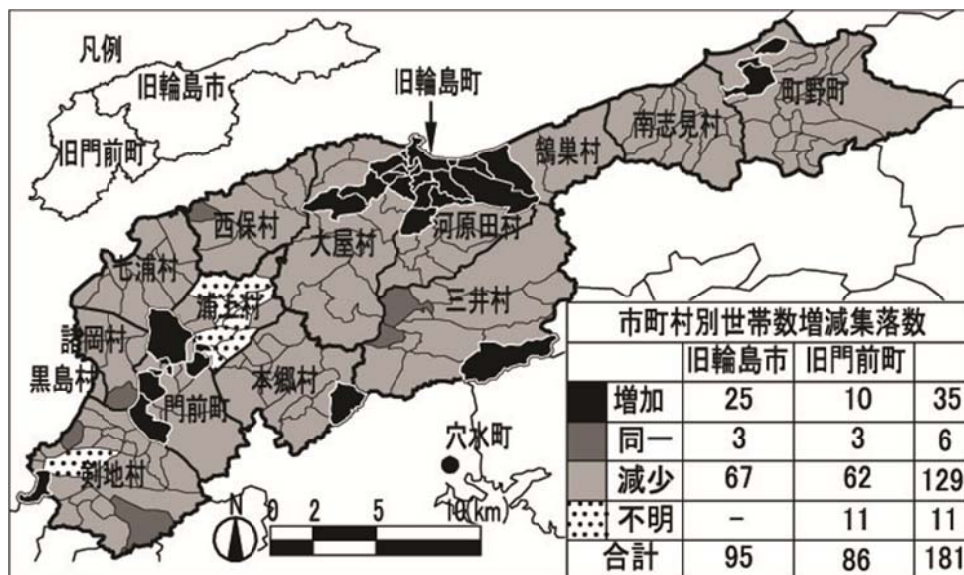 凡例
旧輪島市
旧門前町
旧輪島町
町野町
南志見村
鵠巣村
西保村
大屋村
河原田村
七浦村
浦上村
三井村
諸岡村
黒島村
門前町
本郷村
穴水町
剣地村
N
0 2 5 10(km)
市町村別世帯数増減集落数
旧輪島市 旧門前町
増加 25 10 35
同一 3 3 6
減少 67 62 129
不明 - 11 11
合計 95 86 181